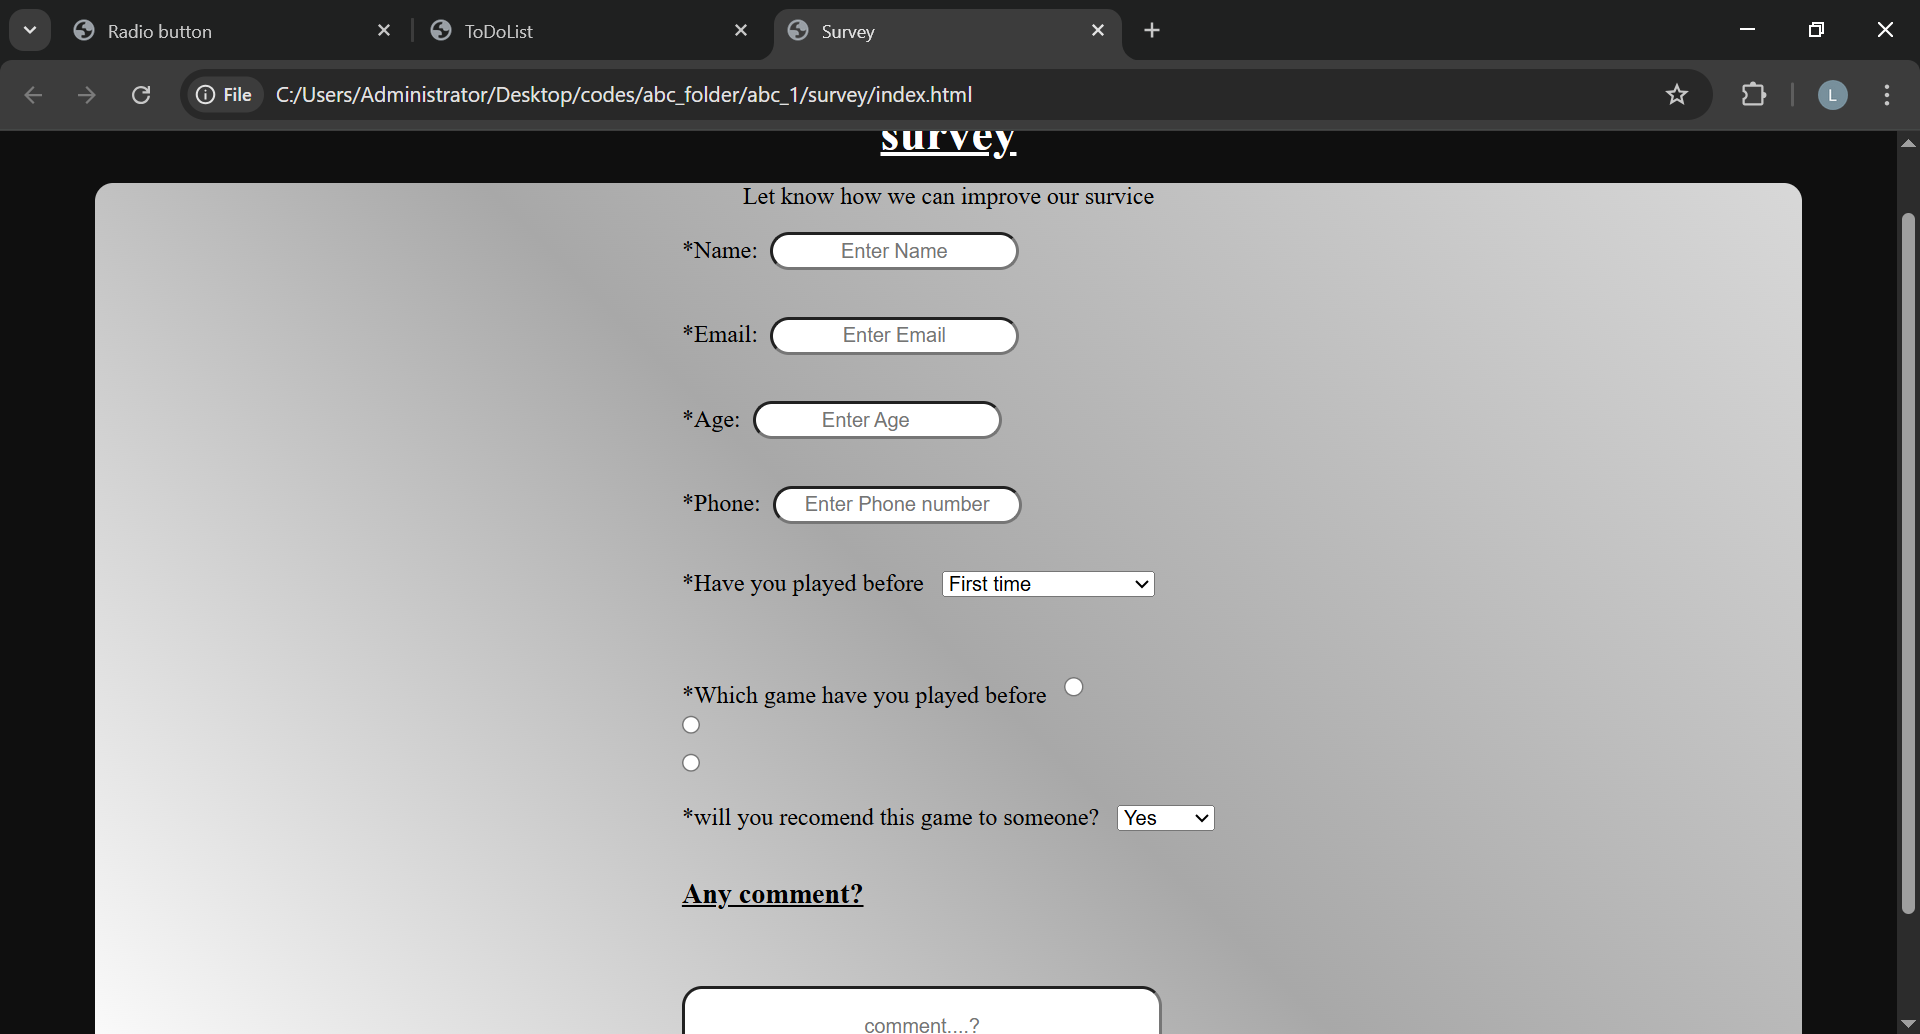 Radio button
ToDoList
Survey
File C:/Users/Administrator/Desktop/codes/abc_folder/abc_1/survey/index.html
L
survey
Let know how we can improve our survice
*Name: Enter Name
*Email: Enter Email
*Age: Enter Age
*Phone: Enter Phone number
*Have you played before First time
*Which game have you played before
*will you recomend this game to someone? Yes
Any comment?
comment....?